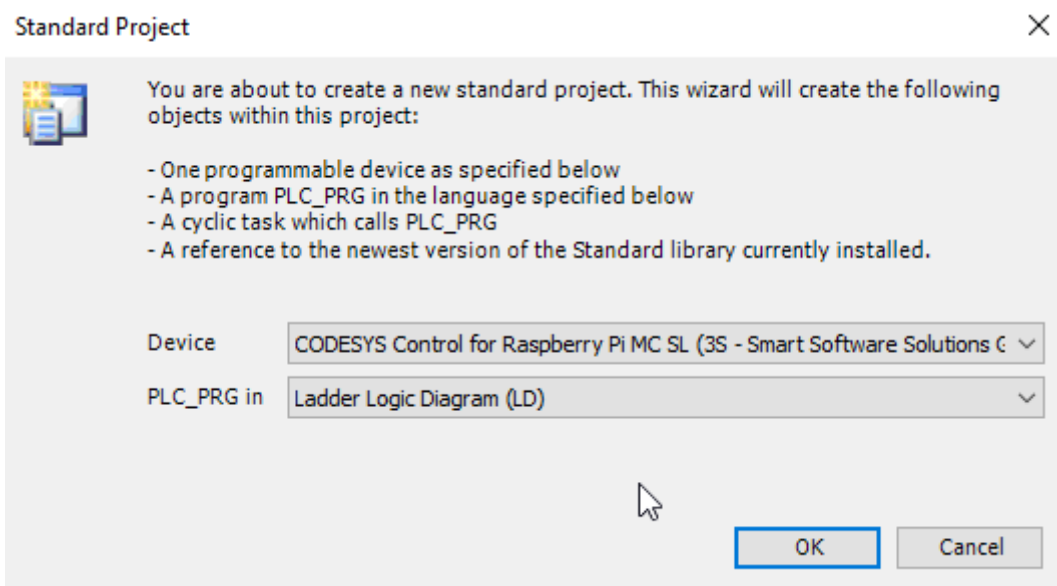 Standard Project
You are about to create a new standard project. This wizard will create the following
objects within this project:
- One programmable device as specified below
- A program PLC_PRG in the language specified below
- A cyclic task which calls PLC_PRG
- A reference to the newest version of the Standard library currently installed.
Device
CODESYS Control for Raspberry Pi MC SL (3S - Smart Software Solutions G
PLC_PRG in
Ladder Logic Diagram (LD)
OK
Cancel